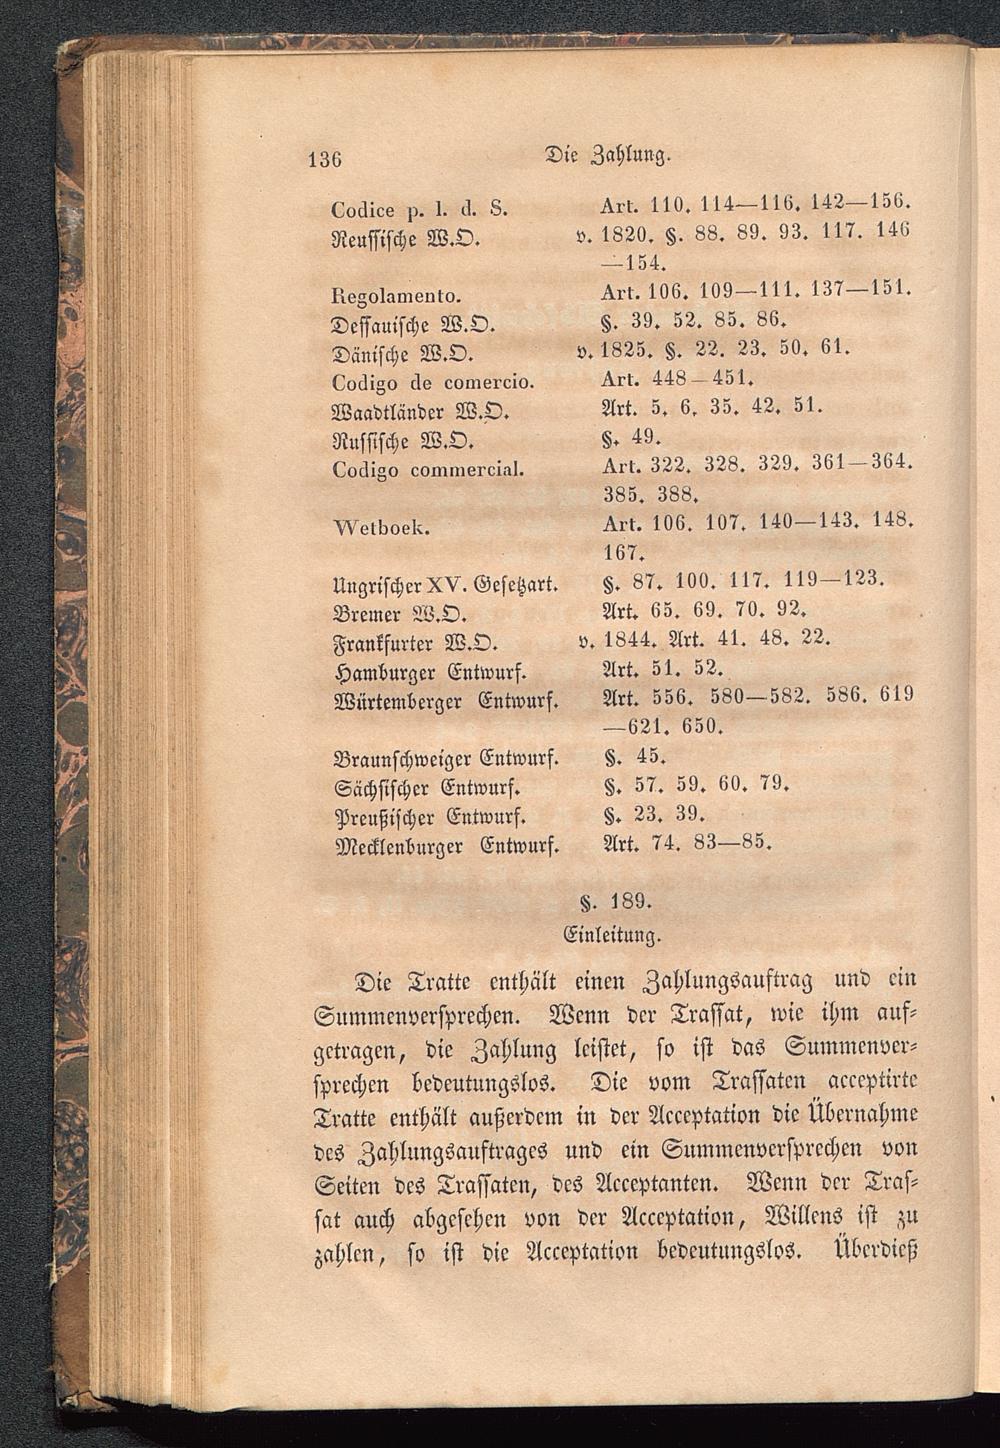 136 Die Zahlung.
Codice p. l. d. S. Art. 110. 114—116. 142—156.
Reussische W.O. v. 1820. §. 88. 89. 93. 117. 146
—154.
Regolamento. Art. 106. 109—111. 137—151.
Dessauische W.O. §. 39. 52. 85. 86.
Dänische W.O. v. 1825. §. 22. 23. 50. 61.
Codigo de comercio. Art. 448—451.
Waadtländer W.O. Art. 5. 6. 35. 42. 51.
Russische W.O. §. 49.
Codigo commercial. Art. 322. 328. 329. 361—364.
385. 388.
Wetboek. Art. 106. 107. 140—143. 148.
167.
Ungrischer XV. Gesetzart. §. 87. 100. 117. 119—123.
Bremer W.O. Art. 65. 69. 70. 92.
Frankfurter W.O. v. 1844. Art. 41. 48. 22.
Hamburger Entwurf. Art. 51. 52.
Würtemberger Entwurf. Art. 556. 580—582. 586. 619
—621. 650.
Braunschweiger Entwurf. §. 45.
Sächsischer Entwurf. §. 57. 59. 60. 79.
Preußischer Entwurf. §. 23. 39.
Mecklenburger Entwurf. Art. 74. 83—85.
§. 189.
Einleitung.
Die Tratte enthält einen Zahlungsauftrag und ein
Summenversprechen. Wenn der Trassat, wie ihm auf-
getragen, die Zahlung leistet, so ist das Summenver-
sprechen bedeutungslos. Die vom Trassaten acceptirte
Tratte enthält außerdem in der Acceptation die Übernahme
des Zahlungsauftrages und ein Summenversprechen von
Seiten des Trassaten, des Acceptanten. Wenn der Tras-
sat auch abgesehen von der Acceptation, Willens ist zu
zahlen, so ist die Acceptation bedeutungslos. Überdieß